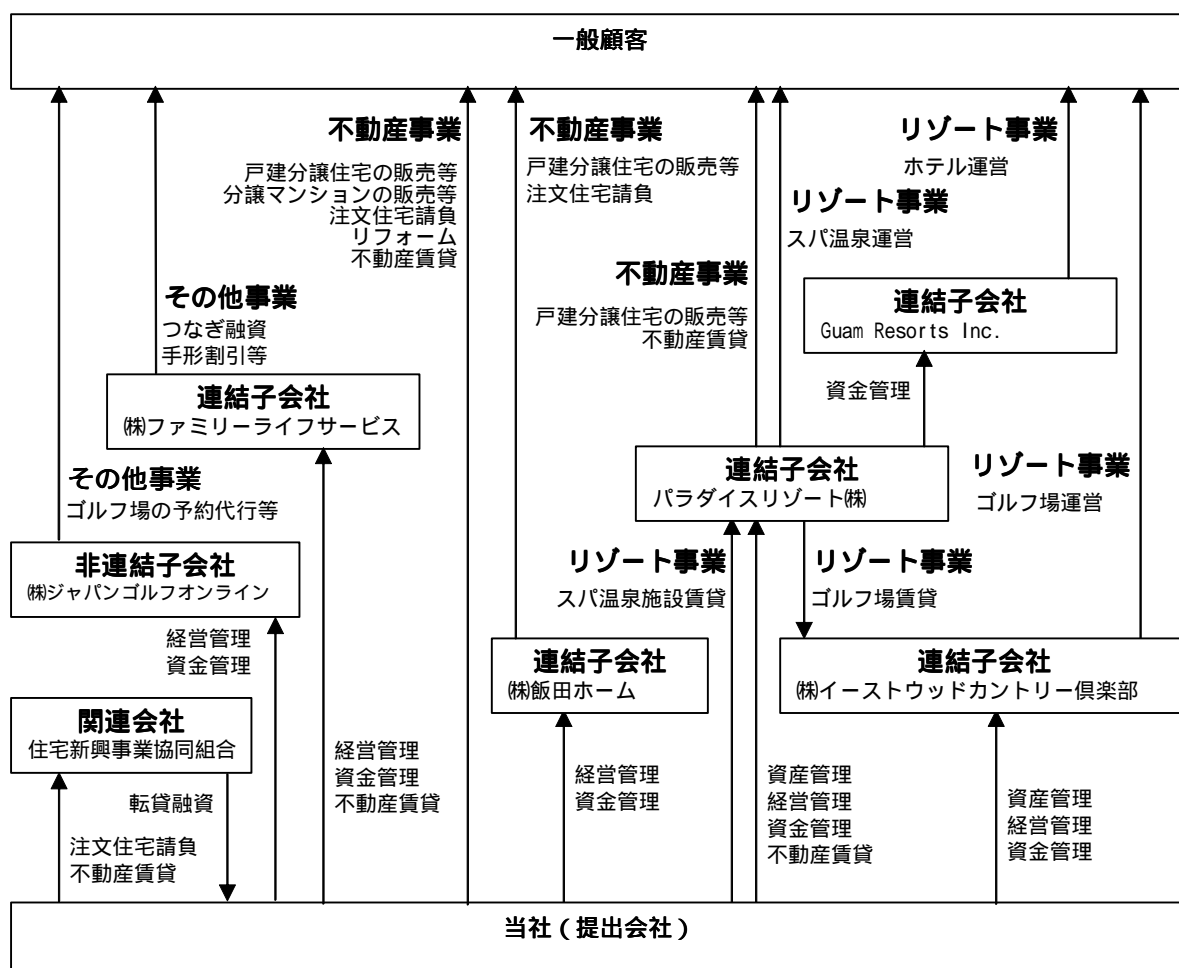 一般顧客
不動産事業
戸建分譲住宅の販売等
分譲マンションの販売等
注文住宅請負
リフォーム
不動産賃貸
不動産事業
戸建分譲住宅の販売等
注文住宅請負
リゾート事業
ホテル運営
リゾート事業
スパ温泉運営
不動産事業
戸建分譲住宅の販売等
不動産賃貸
その他事業
つなぎ融資
手形割引等
連結子会社
Guam Resorts Inc.
資金管理
連結子会社
㈱ファミリーライフサービス
連結子会社
パラダイスリゾート㈱
リゾート事業
ゴルフ場運営
その他事業
ゴルフ場の予約代行等
非連結子会社
㈱ジャパンゴルフオンライン
リゾート事業
スパ温泉施設賃貸
リゾート事業
ゴルフ場賃貸
経営管理
資金管理
連結子会社
㈱飯田ホーム
連結子会社
㈱イーストウッドカントリー倶楽部
関連会社
住宅新興事業協同組合
転貸融資
注文住宅請負
不動産賃貸
経営管理
資金管理
不動産賃貸
経営管理
資金管理
資産管理
経営管理
資金管理
不動産賃貸
資産管理
経営管理
資金管理
当社(提出会社)